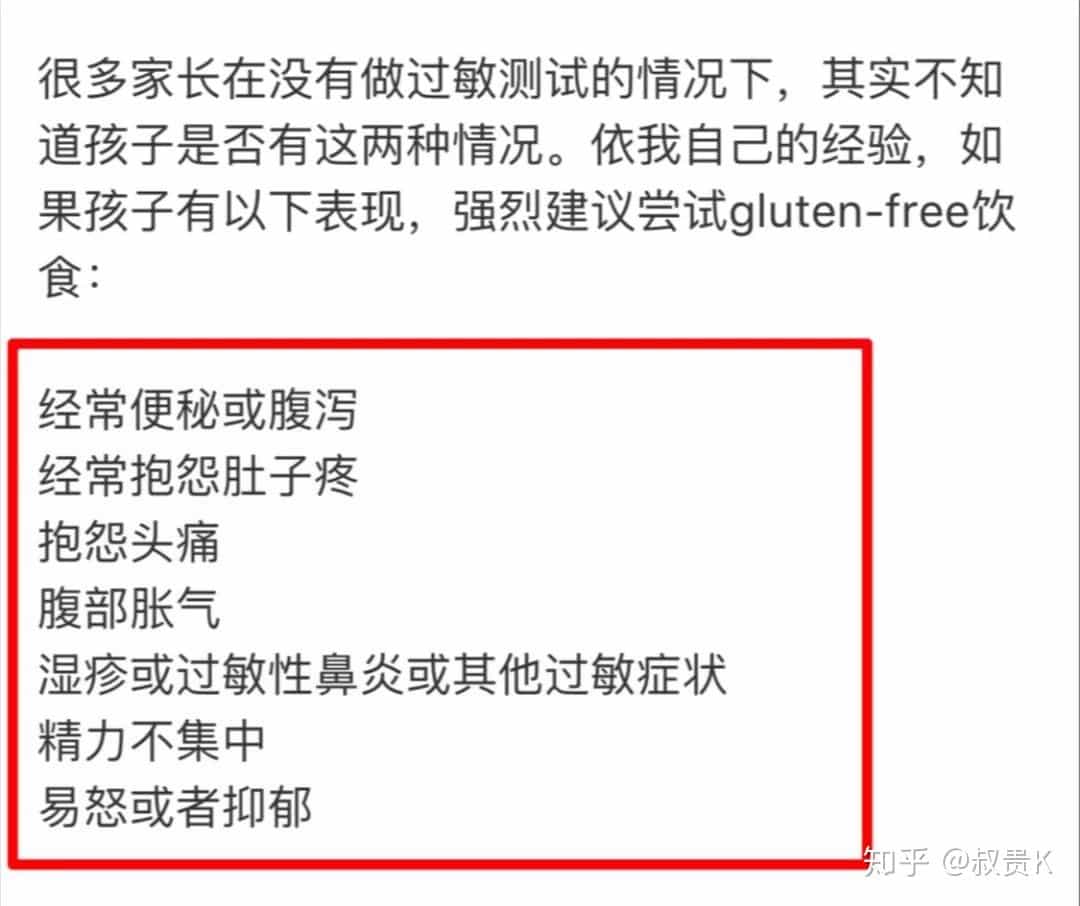 很多家长在没有做过敏测试的情况下，其实不知
道孩子是否有这两种情况。依我自己的经验，如
果孩子有以下表现，强烈建议尝试gluten-free饮
食：
经常便秘或腹泻
经常抱怨肚子疼
抱怨头痛
腹部胀气
湿疹或过敏性鼻炎或其他过敏症状
精力不集中
易怒或者抑郁
知乎 @叔贵K